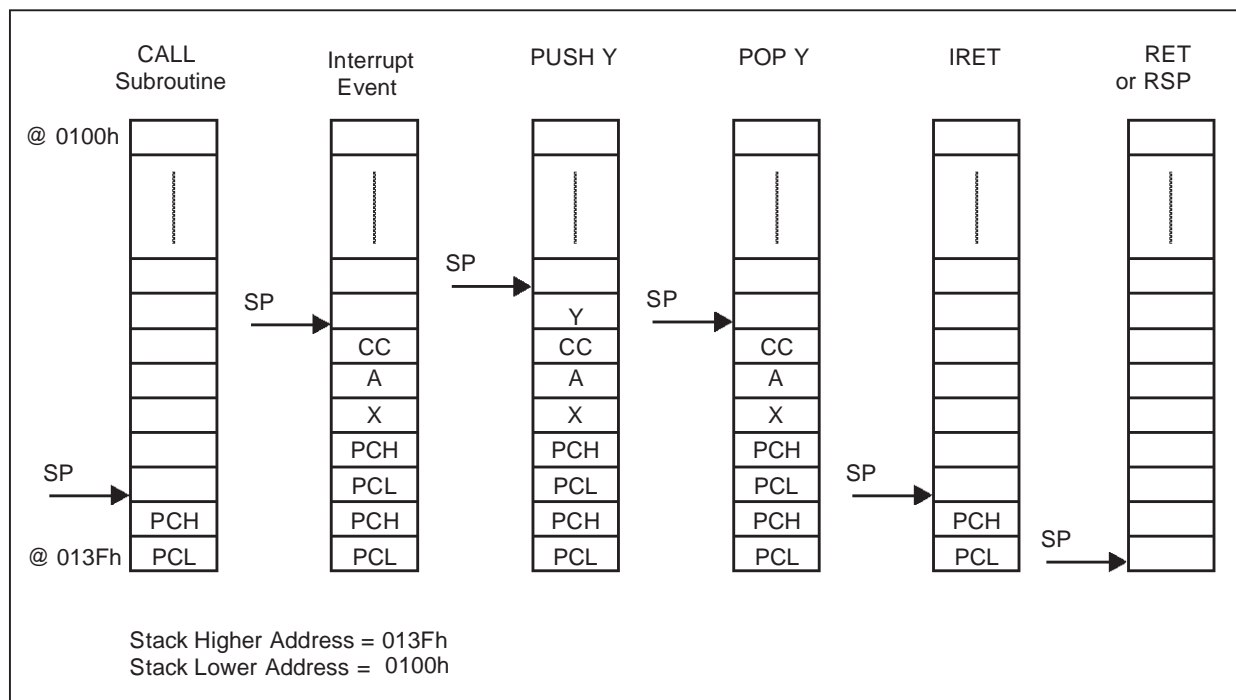 CALL
Subroutine
Interrupt
Event
PUSH Y
POP Y
IRET
RET
or RSP
@ 0100h
SP
PCH
PCL
@ 013Fh
SP
CC
A
X
PCH
PCL
PCH
PCL
SP
Y
CC
A
X
PCH
PCL
PCH
PCL
SP
CC
A
X
PCH
PCL
PCH
PCL
SP
PCH
PCL
SP
Stack Higher Address = 013Fh
Stack Lower Address = 0100h